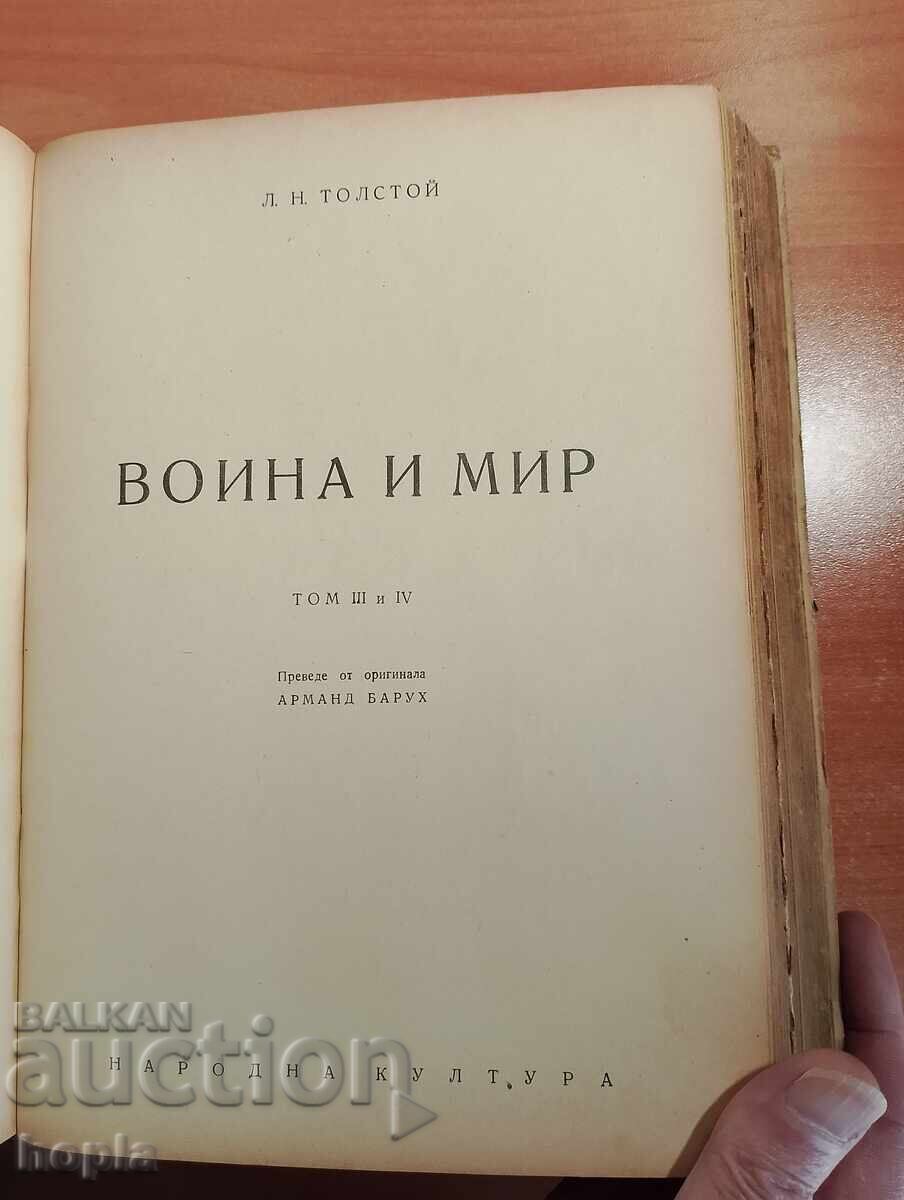 Л. Н. ТОЛСТОЙ
ВОИНА И МИР
ТОМ III и IV
Преведе от оригинала
АРМАНД БАРУХ
НАРОДНА КУЛТУРА
BALKAN
auction
hopla